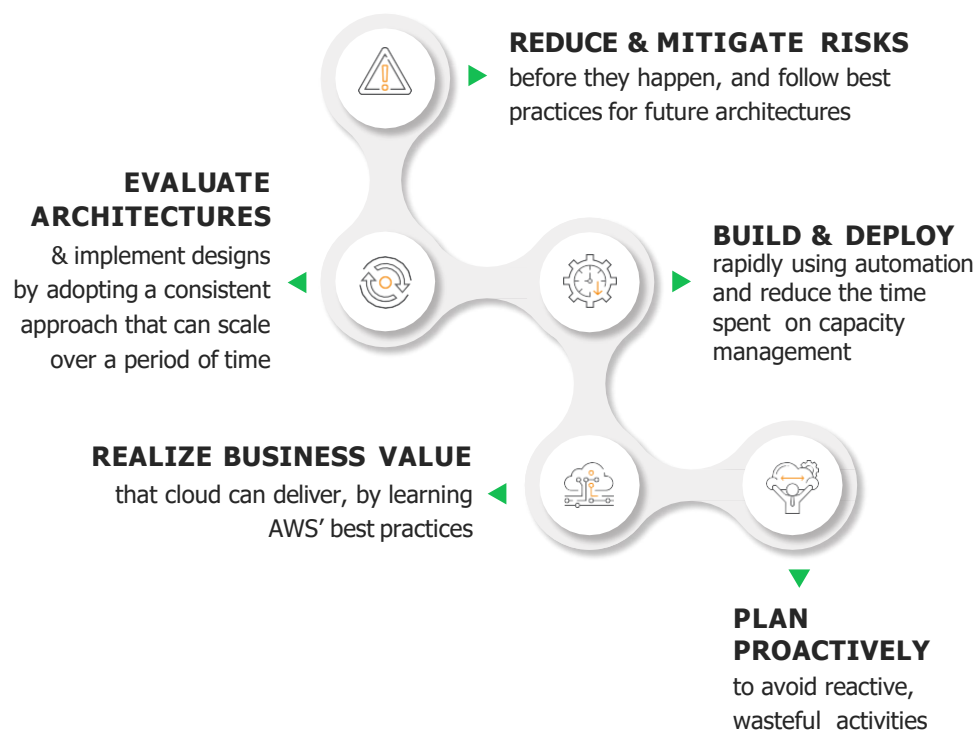 REDUCE & MITIGATE RISKS
before they happen, and follow best
practices for future architectures
EVALUATE
ARCHITECTURES
& implement designs
by adopting a consistent
approach that can scale
over a period of time
BUILD & DEPLOY
rapidly using automation
and reduce the time
spent on capacity
management
REALIZE BUSINESS VALUE
that cloud can deliver, by learning
AWS’ best practices
PLAN
PROACTIVELY
to avoid reactive,
wasteful activities